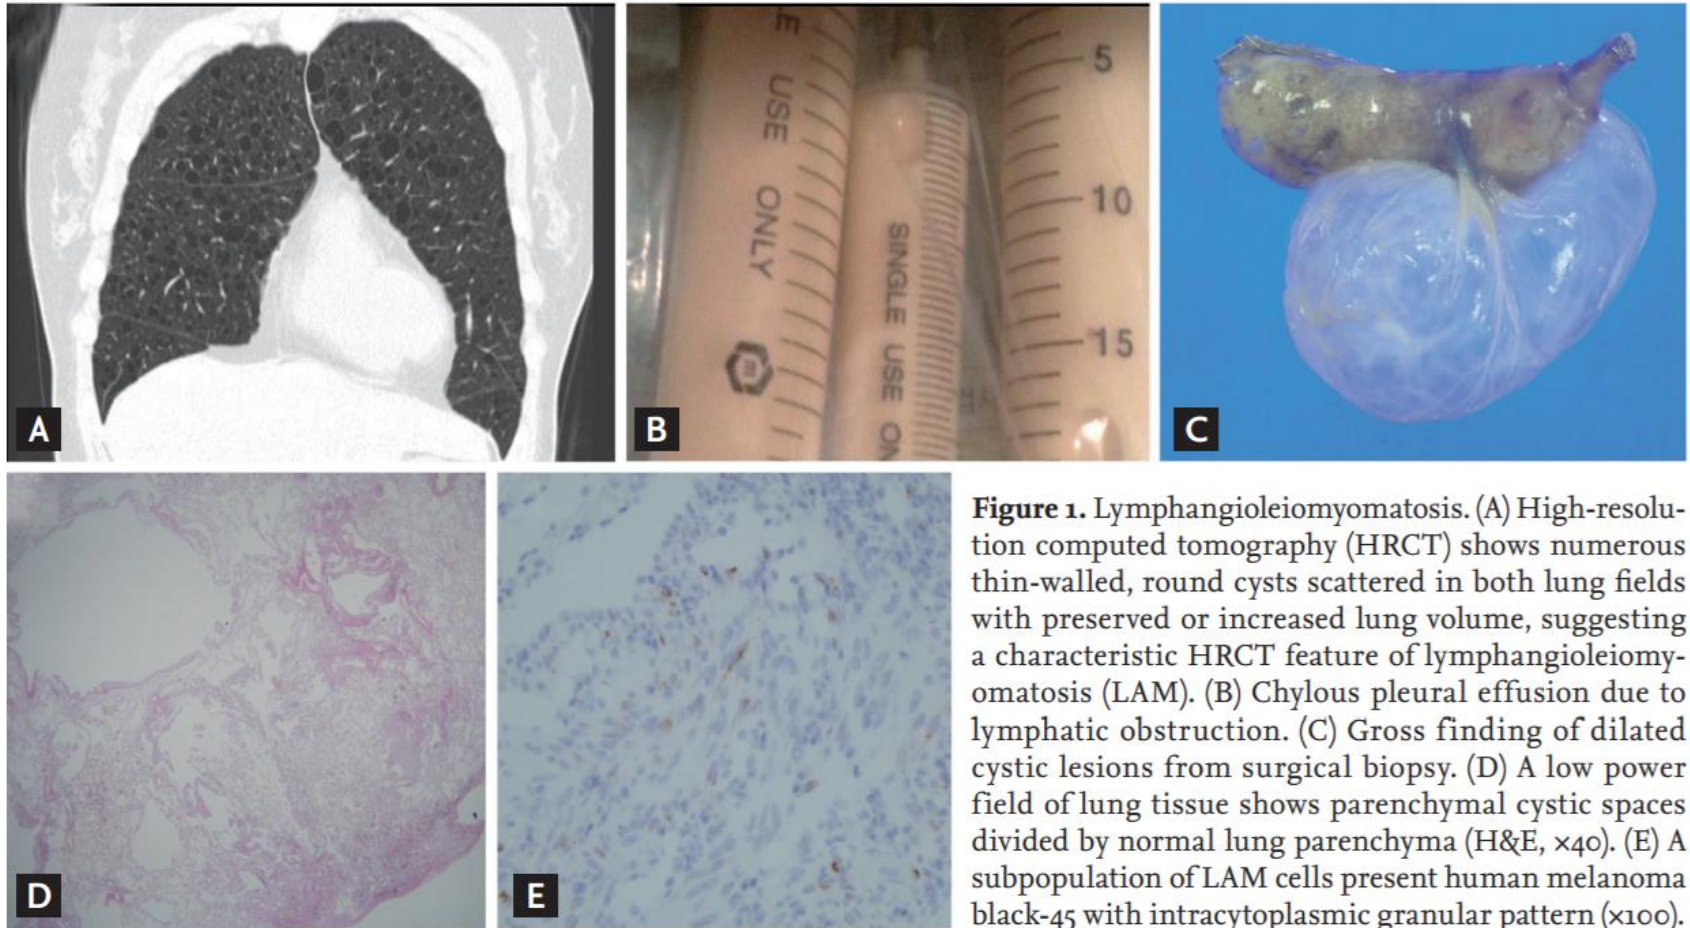 E USE ONLY
SINGLE USE ON
5
10
15
A
B
C
D
E
Figure 1. Lymphangioleiomyomatosis. (A) High-resolu-
tion computed tomography (HRCT) shows numerous
thin-walled, round cysts scattered in both lung fields
with preserved or increased lung volume, suggesting
a characteristic HRCT feature of lymphangioleiomy-
omatosis (LAM). (B) Chylous pleural effusion due to
lymphatic obstruction. (C) Gross finding of dilated
cystic lesions from surgical biopsy. (D) A low power
field of lung tissue shows parenchymal cystic spaces
divided by normal lung parenchyma (H&E, ×40). (E) A
subpopulation of LAM cells present human melanoma
black-45 with intracytoplasmic granular pattern (×100).